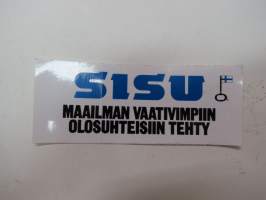 SISU
MAAILMAN VAATIVIMPIIN
OLOSUHTEISIIN TEHTY